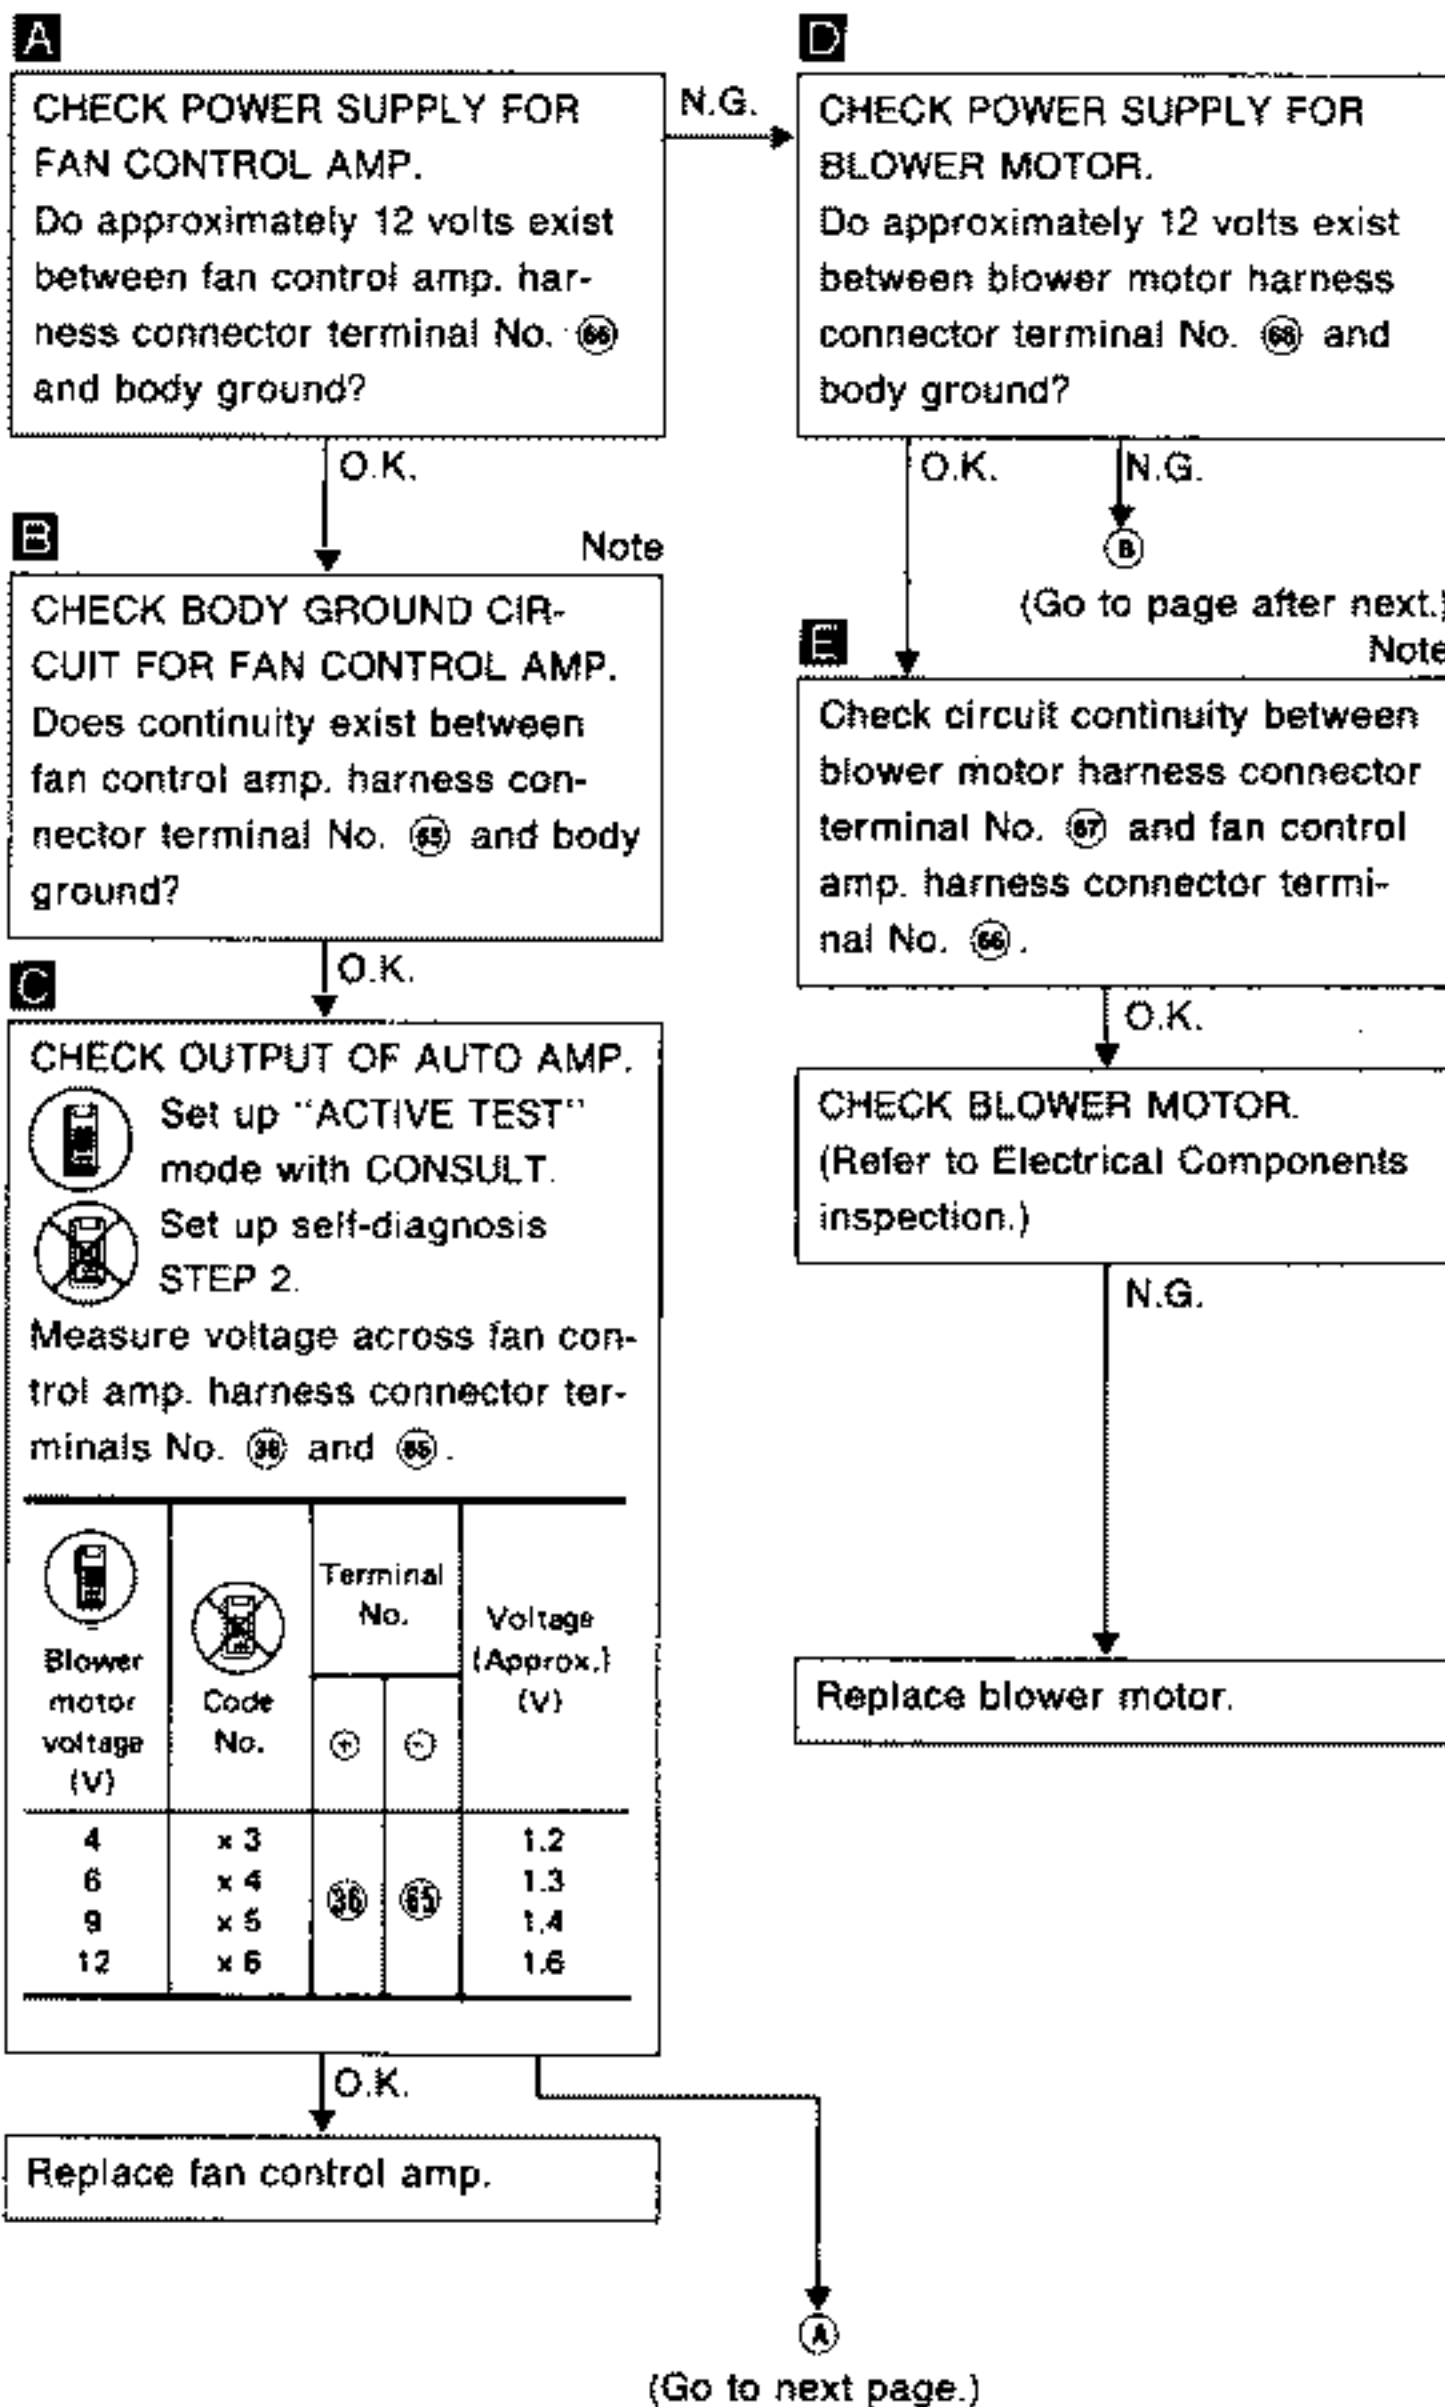 A
CHECK POWER SUPPLY FOR
FAN CONTROL AMP.
Do approximately 12 volts exist
between fan control amp. har-
ness connector terminal No. 66
and body ground?
N.G.
O.K.
B
Note
CHECK BODY GROUND CIR-
CUIT FOR FAN CONTROL AMP.
Does continuity exist between
fan control amp. harness con-
nector terminal No. 65 and body
ground?
O.K.
C
CHECK OUTPUT OF AUTO AMP.
Set up "ACTIVE TEST"
mode with CONSULT.
Set up self-diagnosis
STEP 2.
Measure voltage across fan con-
trol amp. harness connector ter-
minals No. 36 and 65.
Blower
motor
voltage
(V)
Code
No.
Terminal
No.
+ -
Voltage
(Approx.)
(V)
4 x 3 1.2
6 x 4 1.3
36 65
9 x 5 1.4
12 x 6 1.6
O.K.
Replace fan control amp.
A
(Go to next page.)
D
CHECK POWER SUPPLY FOR
BLOWER MOTOR.
Do approximately 12 volts exist
between blower motor harness
connector terminal No. 68 and
body ground?
O.K.
N.G.
B
(Go to page after next.)
E
Note
Check circuit continuity between
blower motor harness connector
terminal No. 67 and fan control
amp. harness connector termi-
nal No. 66.
O.K.
CHECK BLOWER MOTOR.
(Refer to Electrical Components
inspection.)
N.G.
Replace blower motor.